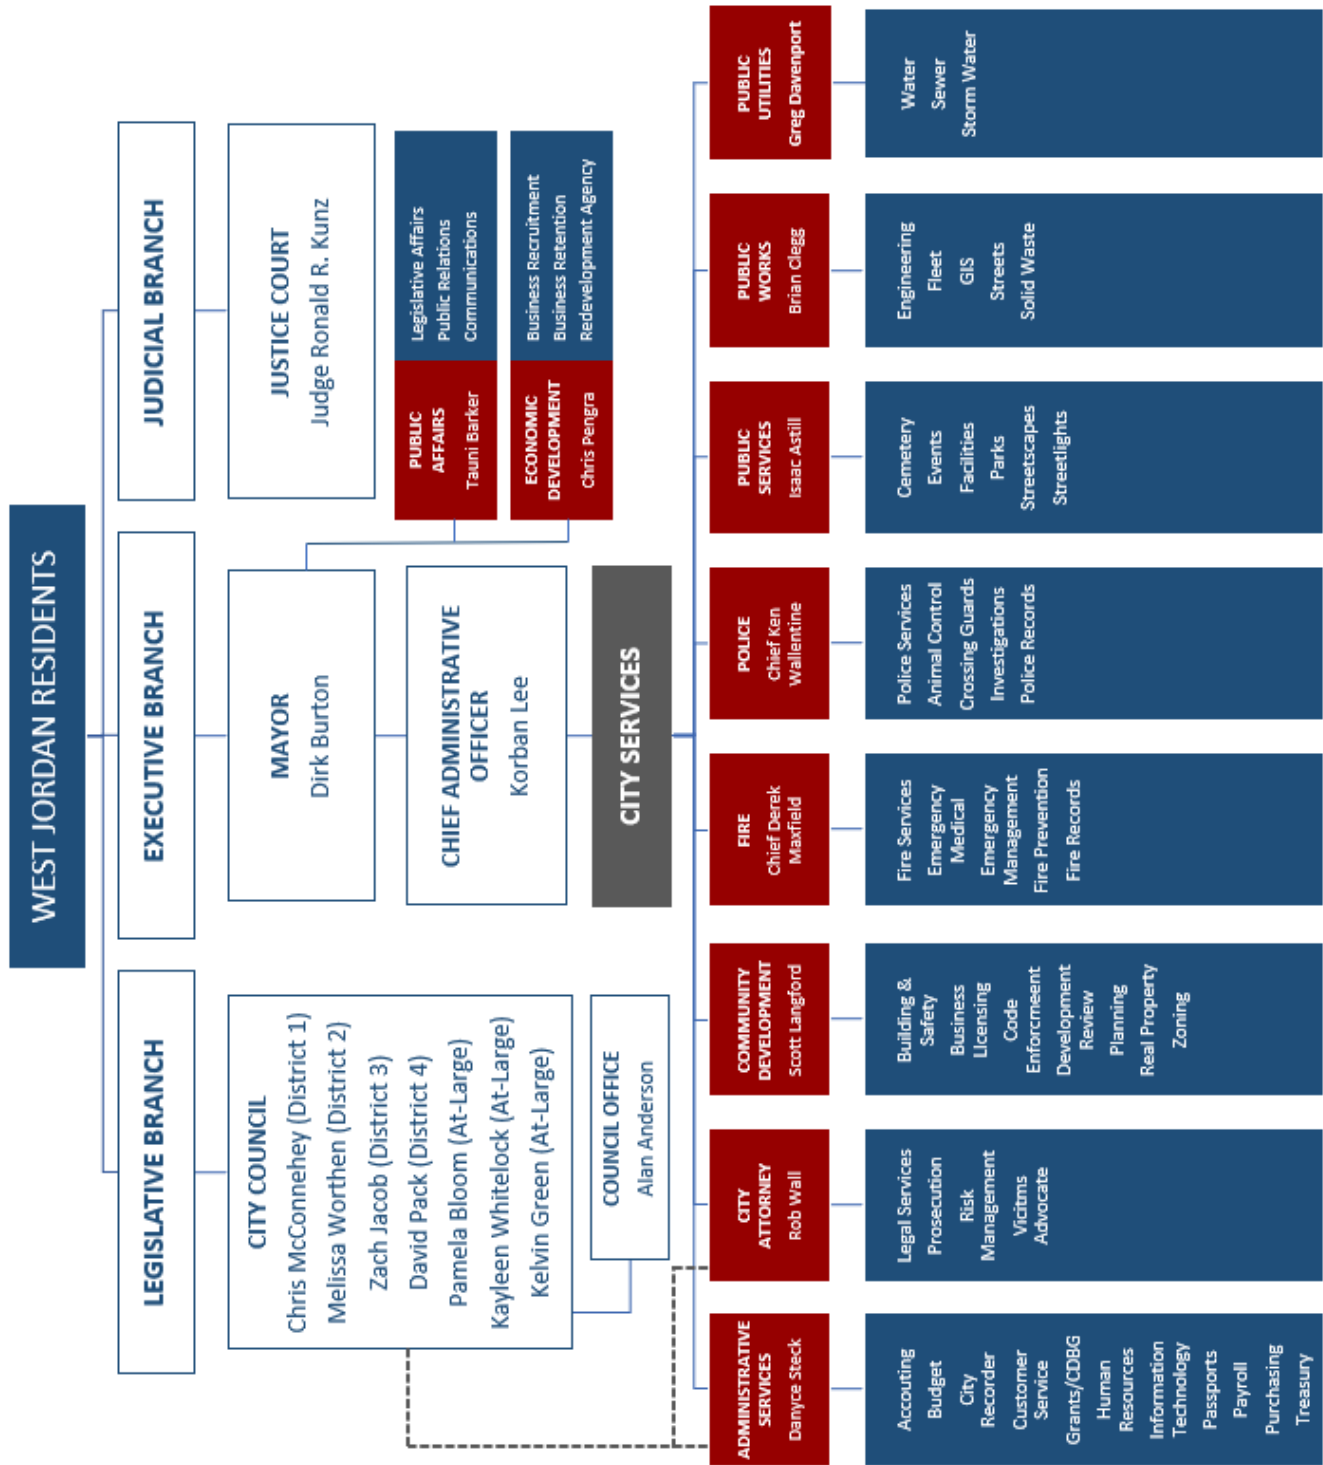 WEST JORDAN RESIDENTS
LEGISLATIVE BRANCH
EXECUTIVE BRANCH
JUDICIAL BRANCH
CITY COUNCIL
Chris McConnehey (District 1)
Melissa Worthen (District 2)
Zach Jacob (District 3)
David Pack (District 4)
Pamela Bloom (At-Large)
Kayleen Whitelock (At-Large)
Kelvin Green (At-Large)
COUNCIL OFFICE
Alan Anderson
MAYOR
Dirk Burton
CHIEF ADMINISTRATIVE
OFFICER
Korban Lee
JUSTICE COURT
Judge Ronald R. Kunz
PUBLIC
AFFAIRS
Tauni Barker
Legislative Affairs
Public Relations
Communications
ECONOMIC
DEVELOPMENT
Chris Pengra
Business Recruitment
Business Retention
Redevelopment Agency
CITY SERVICES
ADMINISTRATIVE
SERVICES
Danyce Steck
Accouting
Budget
City
Recorder
Customer
Service
Grants/CDBG
Human
Resources
Information
Technology
Passports
Payroll
Purchasing
Treasury
CITY
ATTORNEY
Rob Wall
Legal Services
Prosecution
Risk
Management
Vicitms
Advocate
COMMUNITY
DEVELOPMENT
Scott Langford
Building &
Safety
Business
Licensing
Code
Enforcmeent
Development
Review
Planning
Real Property
Zoning
FIRE
Chief Derek
Maxfield
Fire Services
Emergency
Medical
Emergency
Management
Fire Prevention
Fire Records
POLICE
Chief Ken
Wallentine
Police Services
Animal Control
Crossing Guards
Investigations
Police Records
PUBLIC
SERVICES
Isaac Astill
Cemetery
Events
Facilities
Parks
Streetscapes
Streetlights
PUBLIC
WORKS
Brian Clegg
Engineering
Fleet
GIS
Streets
Solid Waste
PUBLIC
UTILITIES
Greg Davenport
Water
Sewer
Storm Water